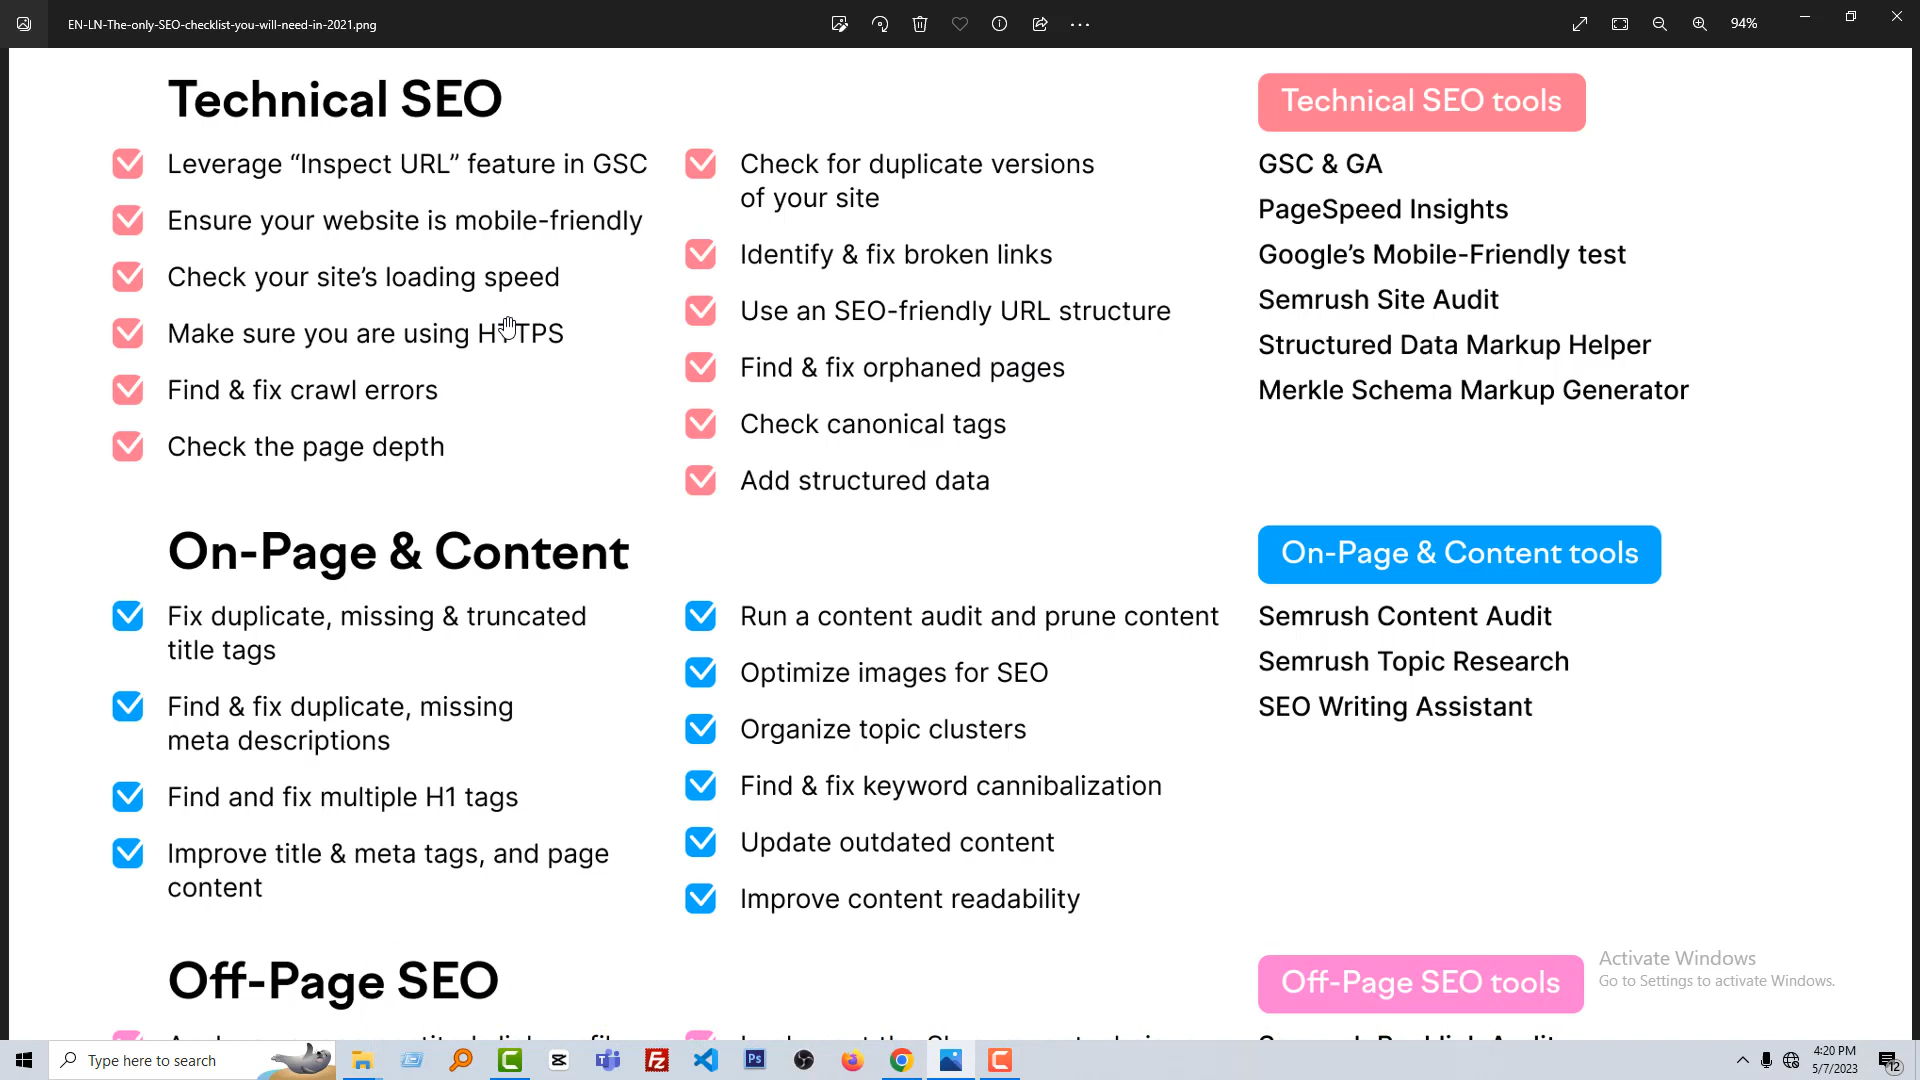 EN-LN-The-only-SEO-checklist-you-will-need-in-2021.png
94%
Technical SEO
Leverage “Inspect URL” feature in GSC
Ensure your website is mobile-friendly
Check your site’s loading speed
Make sure you are using HTTPS
Find & fix crawl errors
Check the page depth
Check for duplicate versions
of your site
Identify & fix broken links
Use an SEO-friendly URL structure
Find & fix orphaned pages
Check canonical tags
Add structured data
Technical SEO tools
GSC & GA
PageSpeed Insights
Google’s Mobile-Friendly test
Semrush Site Audit
Structured Data Markup Helper
Merkle Schema Markup Generator
On-Page & Content
Fix duplicate, missing & truncated
title tags
Find & fix duplicate, missing
meta descriptions
Find and fix multiple H1 tags
Improve title & meta tags, and page
content
Run a content audit and prune content
Optimize images for SEO
Organize topic clusters
Find & fix keyword cannibalization
Update outdated content
Improve content readability
On-Page & Content tools
Semrush Content Audit
Semrush Topic Research
SEO Writing Assistant
Off-Page SEO
Off-Page SEO tools
Activate Windows
Go to Settings to activate Windows.
Type here to search
Ps
Fz
4:20 PM
5/7/2023
12